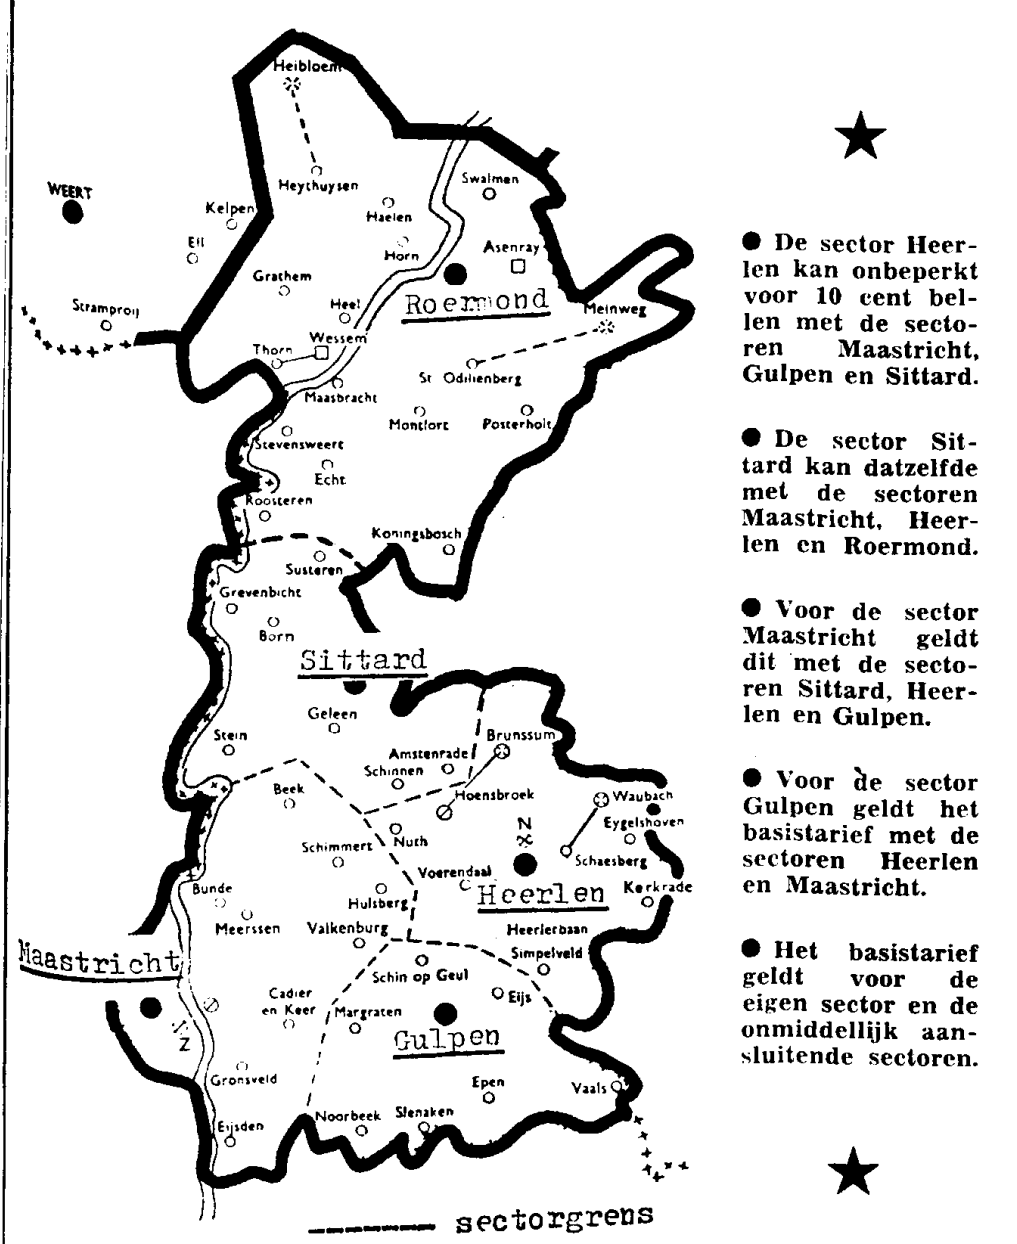 Heibloem
Heythuysen
Swalmen
WEERT
Kelpen
Haelen
Ell
Horn
Asenray
Grathem
Roermond
Stramproij
Heel
Meinweg
Wessem
Thorn
St Odilienberg
Maasbracht
Montfort
Posterholt
Stevensweert
Echt
Roosteren
Koningsbosch
Susteren
Grevenbicht
Born
Sittard
Geleen
Stein
Brunssum
Amstenrade
Schinnen
Beek
Hoensbroek
Waubach
Eygelshoven
N
Nuth
Schimmert
Schaesberg
Voerendaal
Bunde
Hulsberg
Heerlen
Kerkrade
Meerssen
Valkenburg
Heerlerbaan
Maastricht
Simpelveld
Schin op Geul
Cadier
en Keer
Eijs
Margraten
Gulpen
Z
Gronsveld
Epen
Vaals
Eijsden
Noorbeek
Slenaken
sectorgrens
● De sector Heer-
len kan onbeperkt
voor 10 cent bel-
len met de secto-
ren Maastricht,
Gulpen en Sittard.
● De sector Sit-
tard kan datzelfde
met de sectoren
Maastricht, Heer-
len en Roermond.
● Voor de sector
Maastricht geldt
dit met de secto-
ren Sittard, Heer-
len en Gulpen.
● Voor de sector
Gulpen geldt het
basistarief met de
sectoren Heerlen
en Maastricht.
● Het basistarief
geldt voor de
eigen sector en de
onmiddellijk aan-
sluitende sectoren.